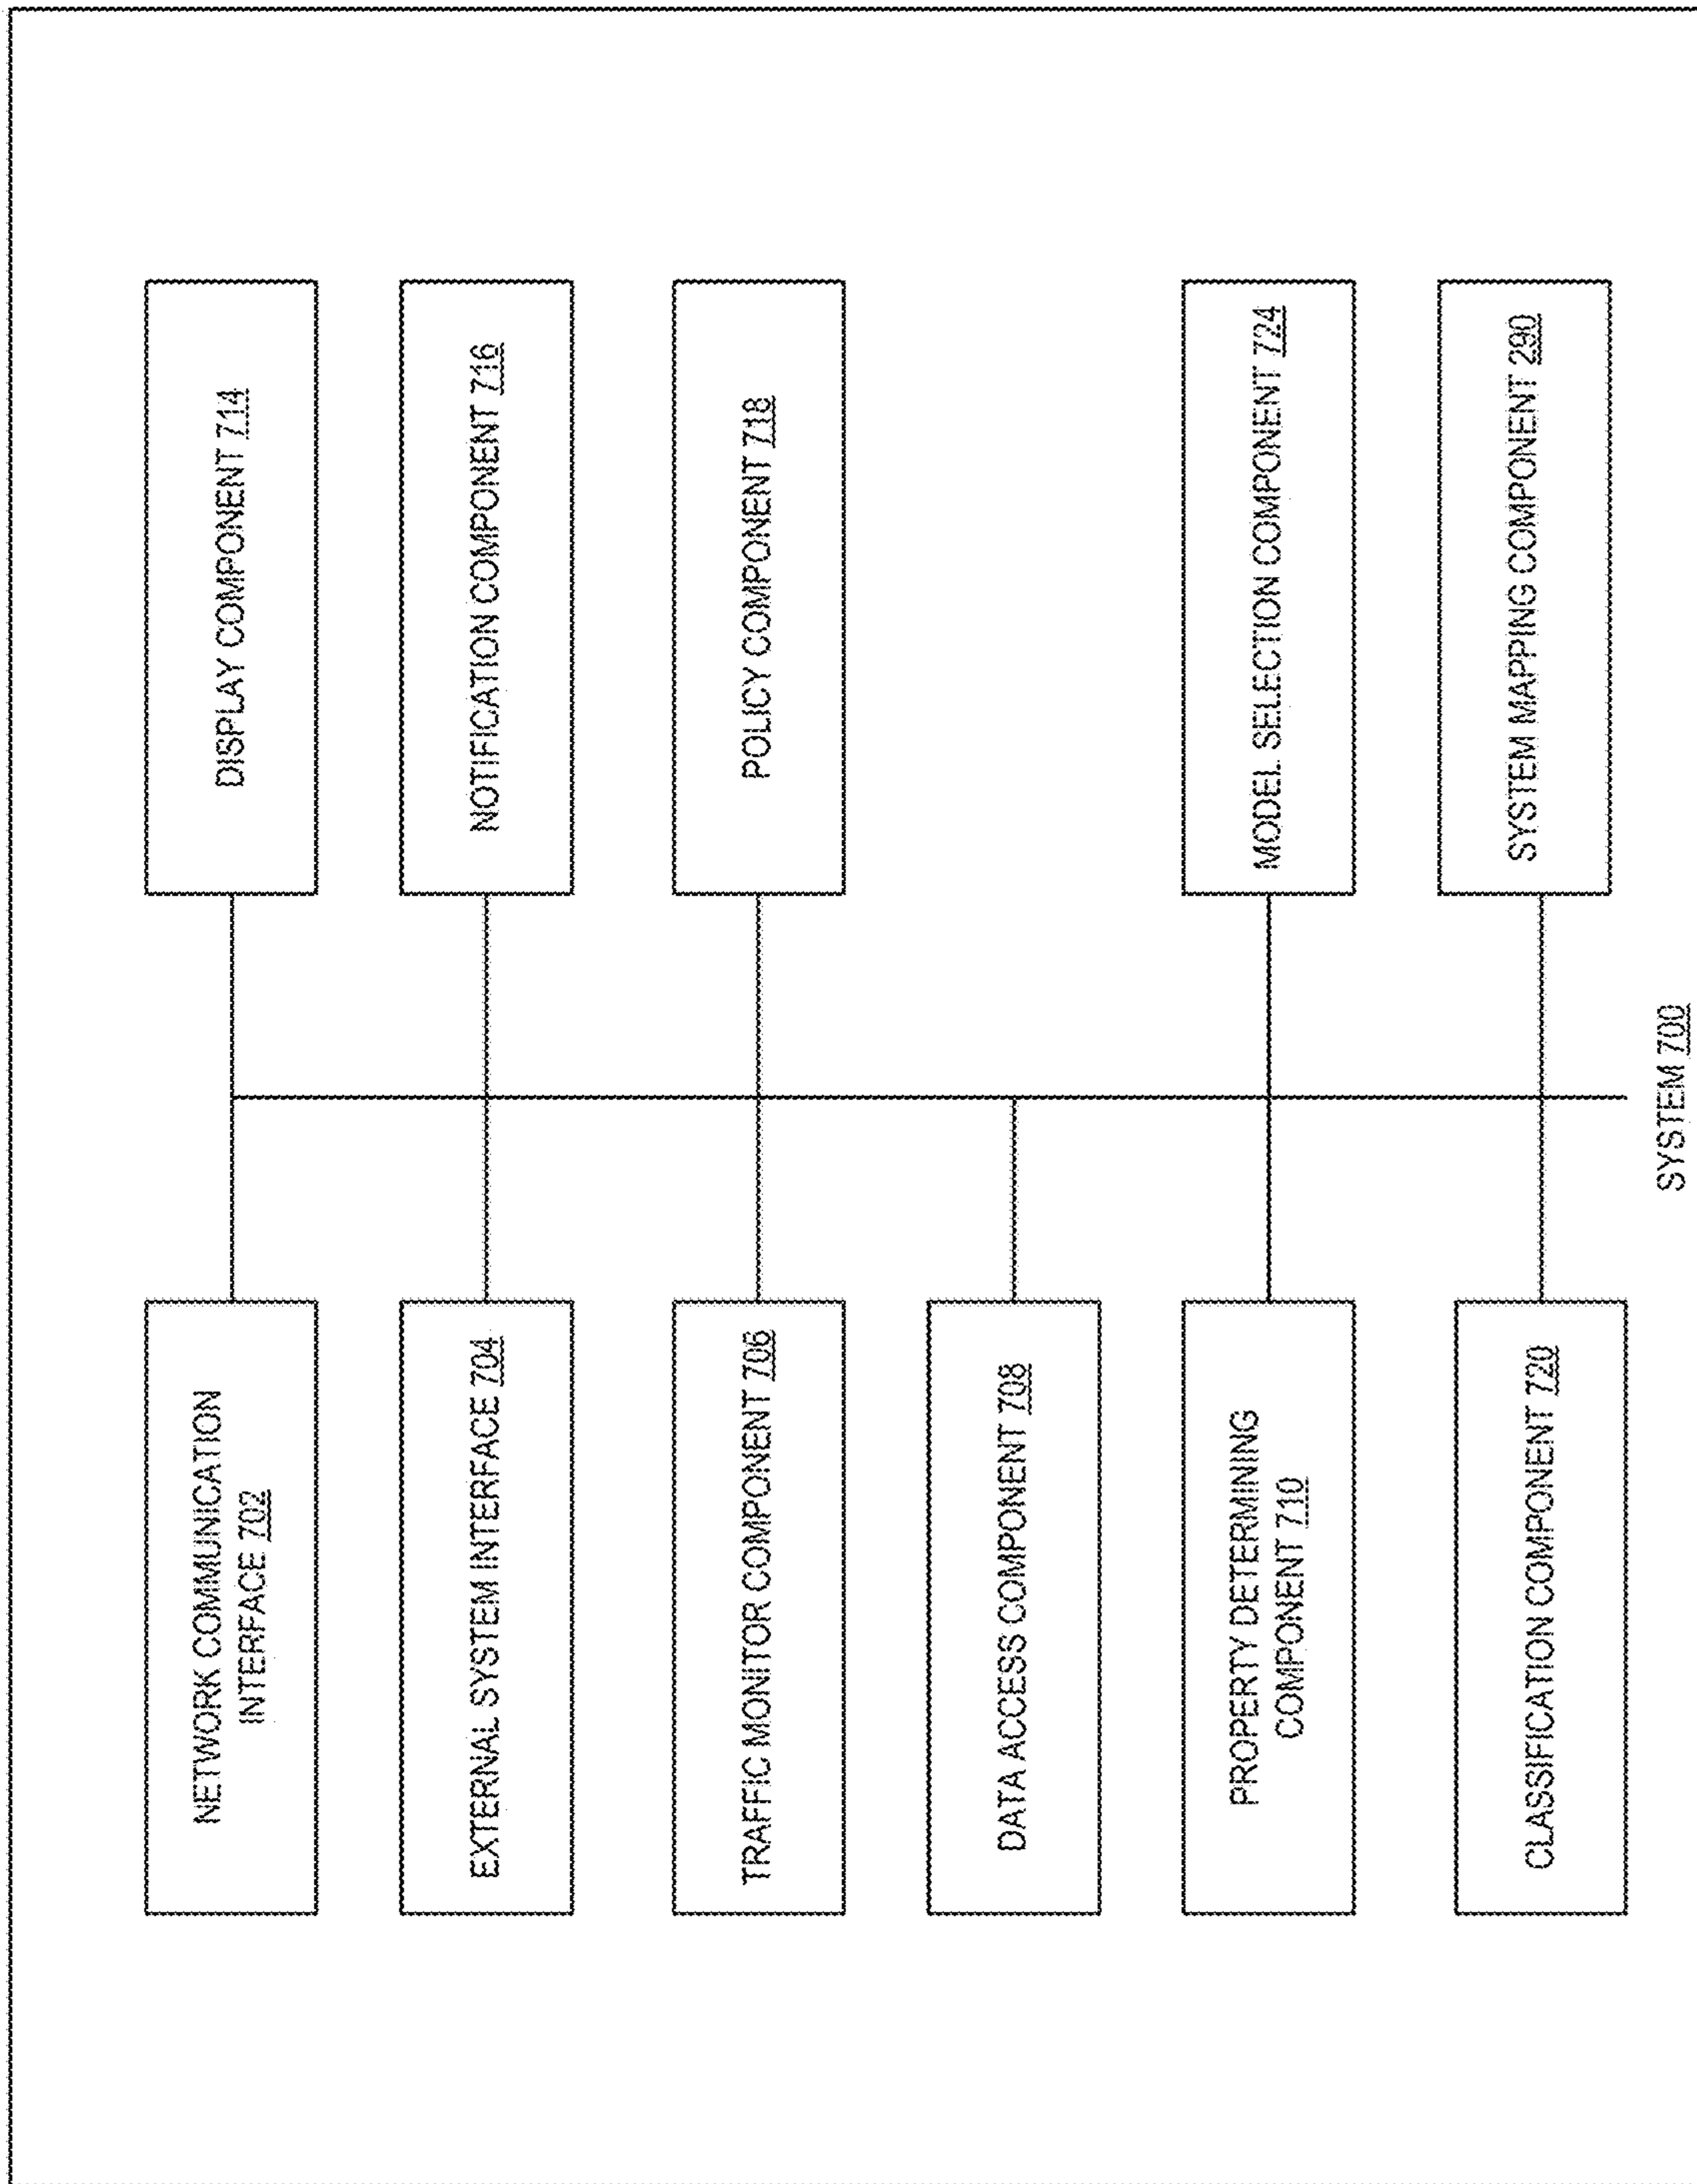 NETWORK COMMUNICATION
INTERFACE 702
EXTERNAL SYSTEM INTERFACE 704
TRAFFIC MONITOR COMPONENT 706
DATA ACCESS COMPONENT 708
PROPERTY DETERMINING
COMPONENT 710
CLASSIFICATION COMPONENT 720
DISPLAY COMPONENT 714
NOTIFICATION COMPONENT 716
POLICY COMPONENT 718
MODEL SELECTION COMPONENT 724
SYSTEM MAPPING COMPONENT 290
SYSTEM 700